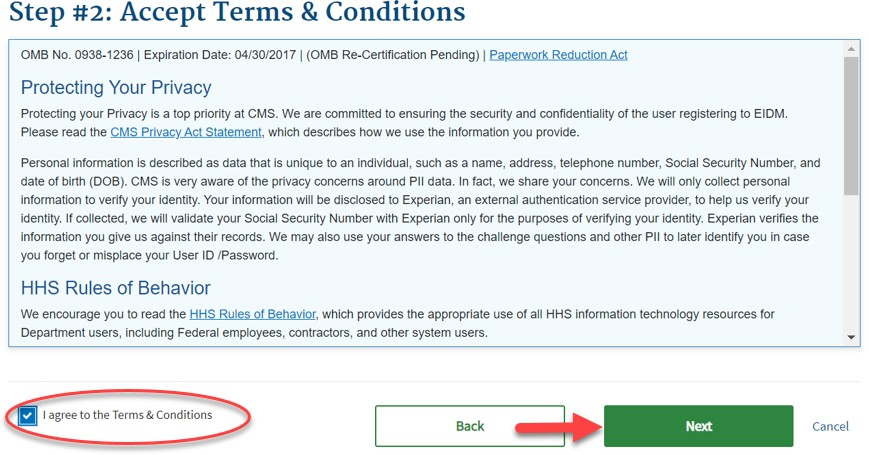 Step #2: Accept Terms & Conditions
OMB No. 0938-1236 | Expiration Date: 04/30/2017 | (OMB Re-Certification Pending) | Paperwork Reduction Act
Protecting Your Privacy
Protecting your Privacy is a top priority at CMS. We are committed to ensuring the security and confidentiality of the user registering to EIDM.
Please read the CMS Privacy Act Statement, which describes how we use the information you provide.
Personal information is described as data that is unique to an individual, such as a name, address, telephone number, Social Security Number, and
date of birth (DOB). CMS is very aware of the privacy concerns around PII data. In fact, we share your concerns. We will only collect personal
information to verify your identity. Your information will be disclosed to Experian, an external authentication service provider, to help us verify your
identity. If collected, we will validate your Social Security Number with Experian only for the purposes of verifying your identity. Experian verifies the
information you give us against their records. We may also use your answers to the challenge questions and other PII to later identify you in case
you forget or misplace your User ID /Password.
HHS Rules of Behavior
We encourage you to read the HHS Rules of Behavior, which provides the appropriate use of all HHS information technology resources for
Department users, including Federal employees, contractors, and other system users.
I agree to the Terms & Conditions
Back
Next
Cancel